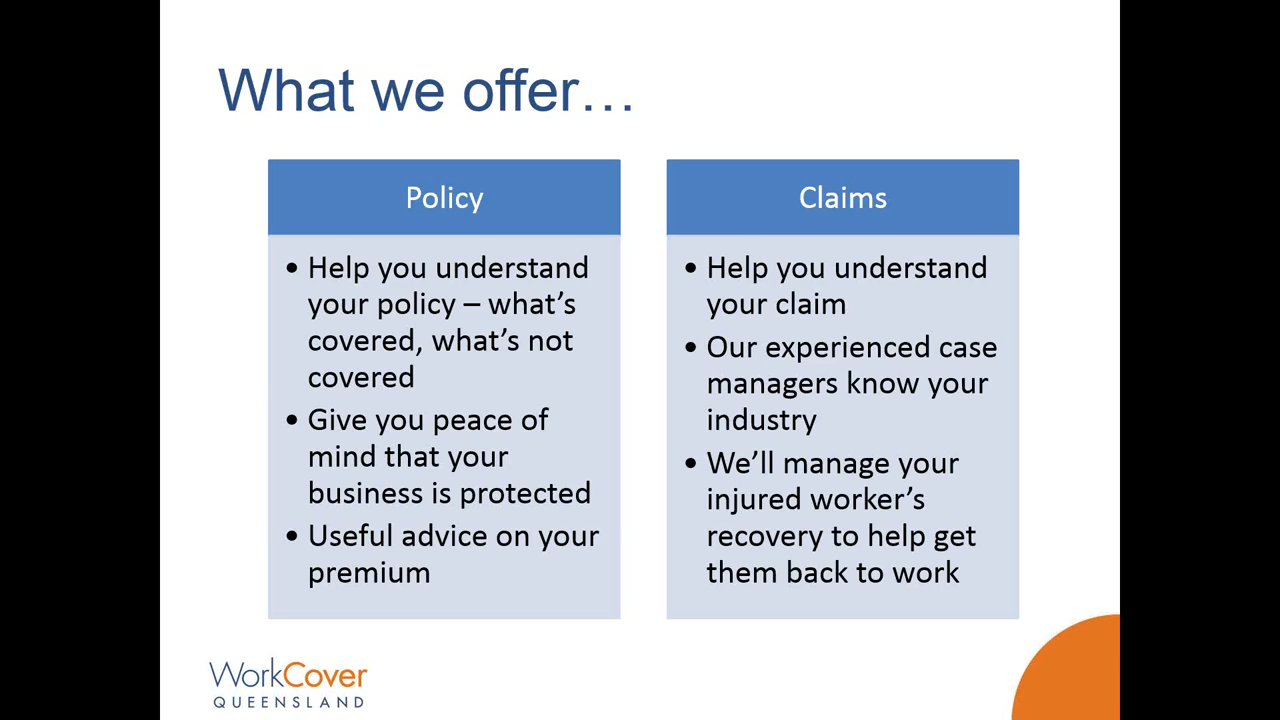 What we offer…
Policy
• Help you understand
your policy – what’s
covered, what’s not
covered
• Give you peace of
mind that your
business is protected
• Useful advice on your
premium
Claims
• Help you understand
your claim
• Our experienced case
managers know your
industry
• We’ll manage your
injured worker’s
recovery to help get
them back to work
WorkCover
QUEENSLAND